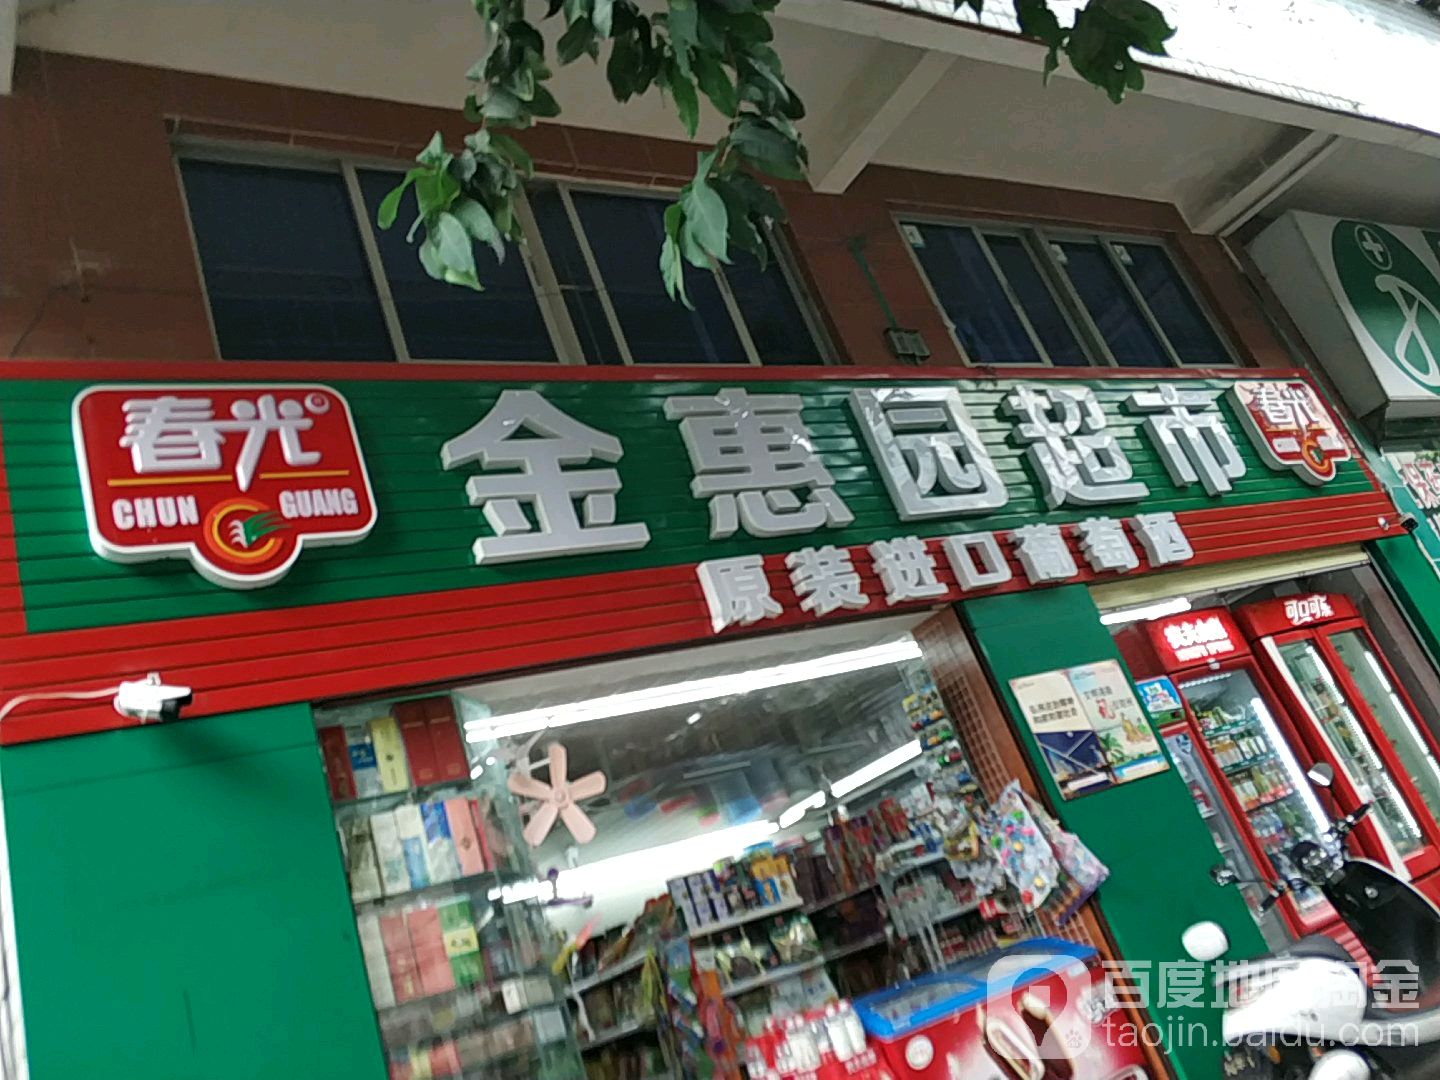 春光®
CHUN GUANG
金惠园超市
春光
原装进口葡萄酒
可口可乐
百度地图淘金
taojin.baidu.com